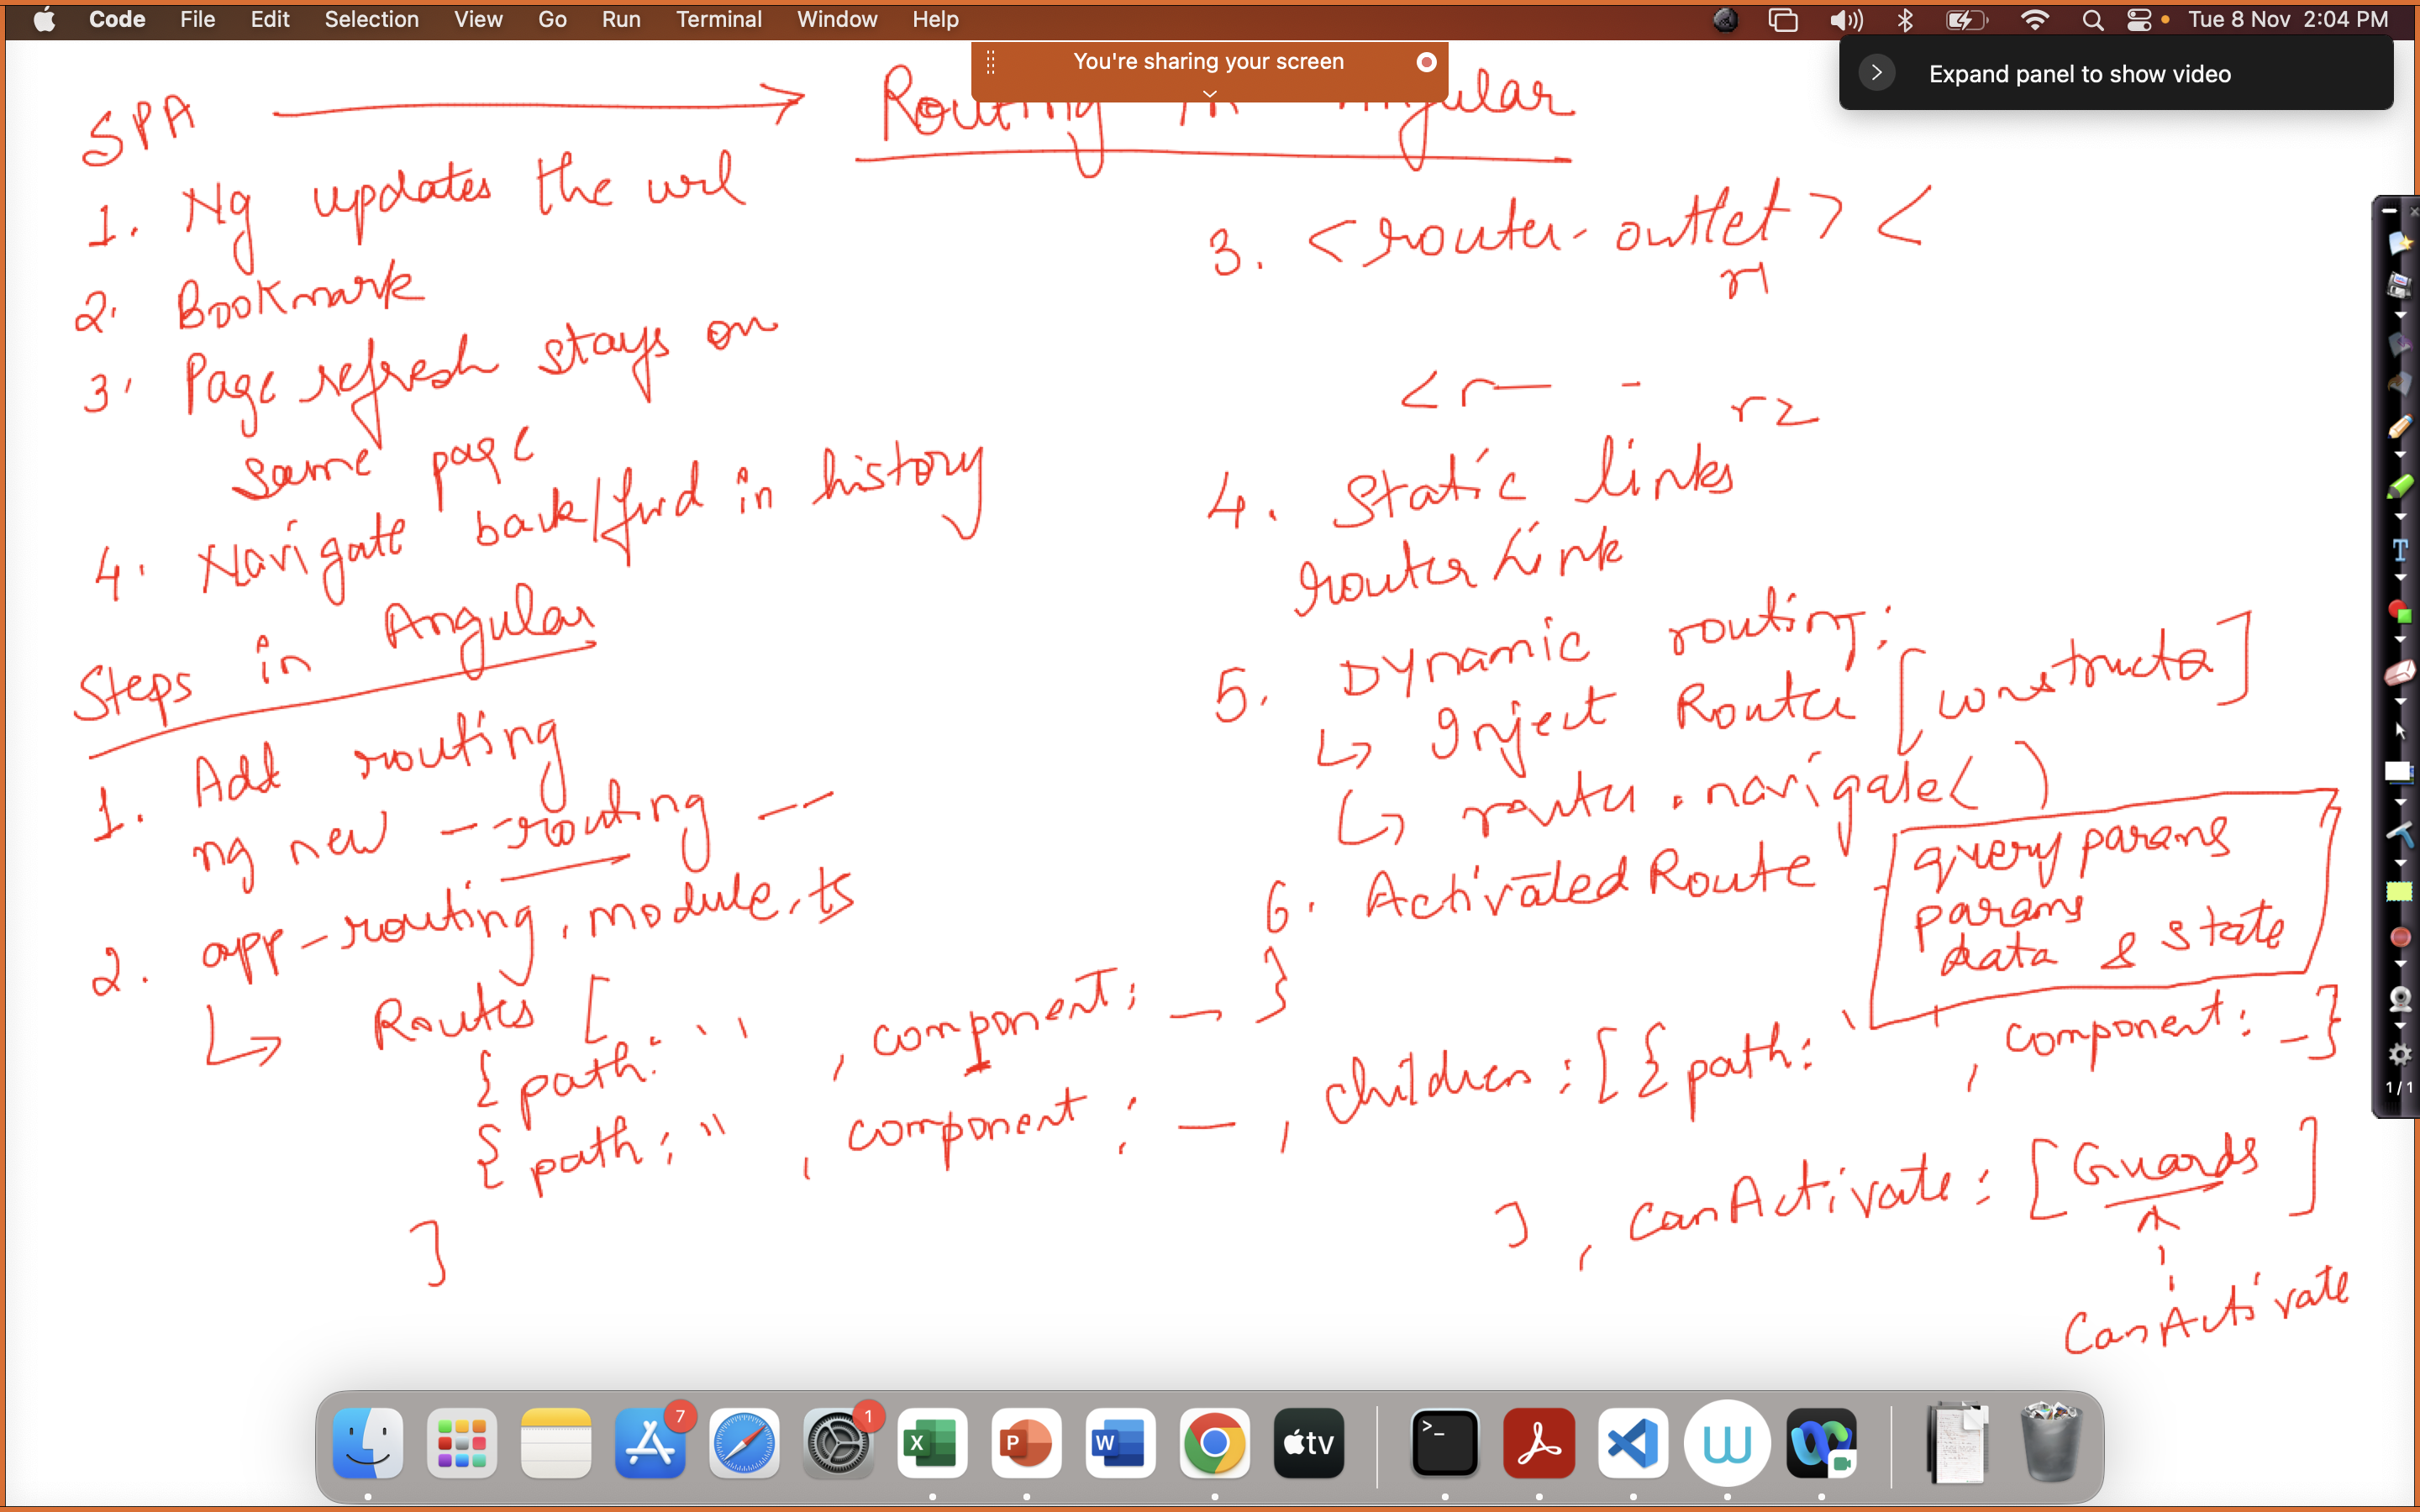 Code File Edit Selection View Go Run Terminal Window Help
Tue 8 Nov 2:04 PM
You're sharing your screen
Expand panel to show video
SPA → Routing in Angular
1. Ng updates the url
2. Bookmark
3. Page refresh stays on
same page
4. Navigate back/fwd in history
Steps in Angular
1. Add routing
ng new --routing --
2. app-routing.module.ts
↳ Routes [
{path: '' , component: _ }
{path: '' , component : — , children : [{path: '' , component: _}
] , canActivate : [Guards]
CanActivate
]
3. <router-outlet> <
r1
<r— -
r2
4. Static links
routerLink
5. Dynamic routing:
↳ Inject Router [constructor]
↳ router.navigate( )
6. ActivatedRoute
query params
params
data & state
1/1
7
1
X
P
W
tv
>_
W